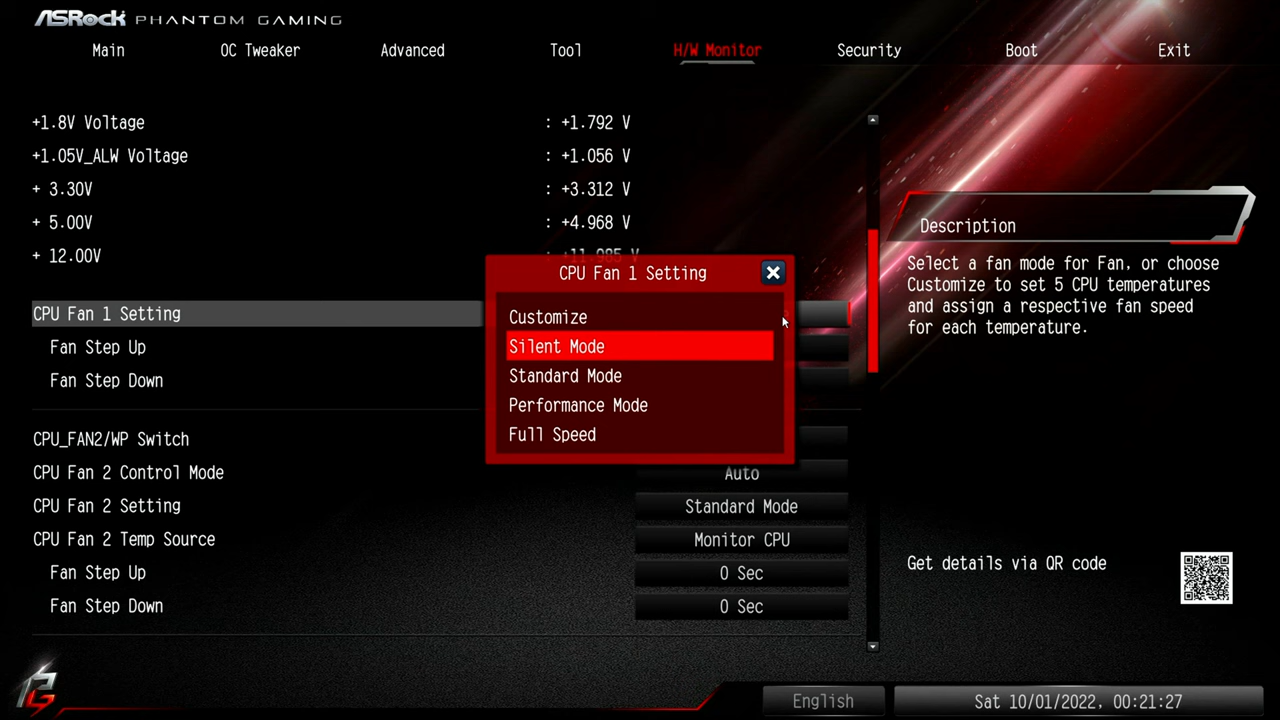 ASRock PHANTOM GAMING
Main OC Tweaker Advanced Tool H/W Monitor Security Boot Exit
+1.8V Voltage : +1.792 V
+1.05V_ALW Voltage : +1.056 V
+ 3.30V : +3.312 V
+ 5.00V : +4.968 V
+ 12.00V : +11.985 V
CPU Fan 1 Setting
Fan Step Up
Fan Step Down
CPU_FAN2/WP Switch
CPU Fan 2 Control Mode Auto
CPU Fan 2 Setting Standard Mode
CPU Fan 2 Temp Source Monitor CPU
Fan Step Up 0 Sec
Fan Step Down 0 Sec
CPU Fan 1 Setting
Customize
Silent Mode
Standard Mode
Performance Mode
Full Speed
Description
Select a fan mode for Fan, or choose
Customize to set 5 CPU temperatures
and assign a respective fan speed
for each temperature.
Get details via QR code
English
Sat 10/01/2022, 00:21:27